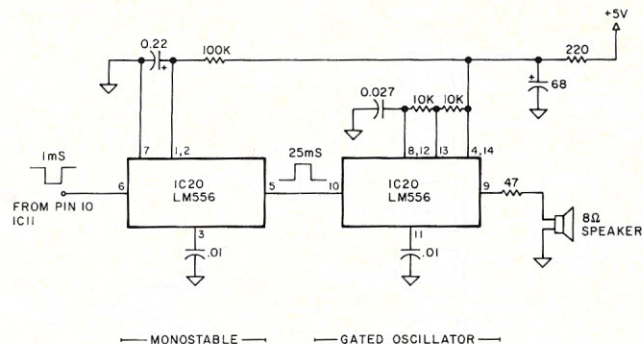 +5V
0.22
+
100K
220
+
68
0.027
10K
10K
7
1,2
8,12
13
4,14
1mS
25mS
6
IC20
LM556
5
10
IC20
LM556
9
47
FROM PIN 10
IC11
3
.01
11
.01
8Ω
SPEAKER
MONOSTABLE
GATED OSCILLATOR